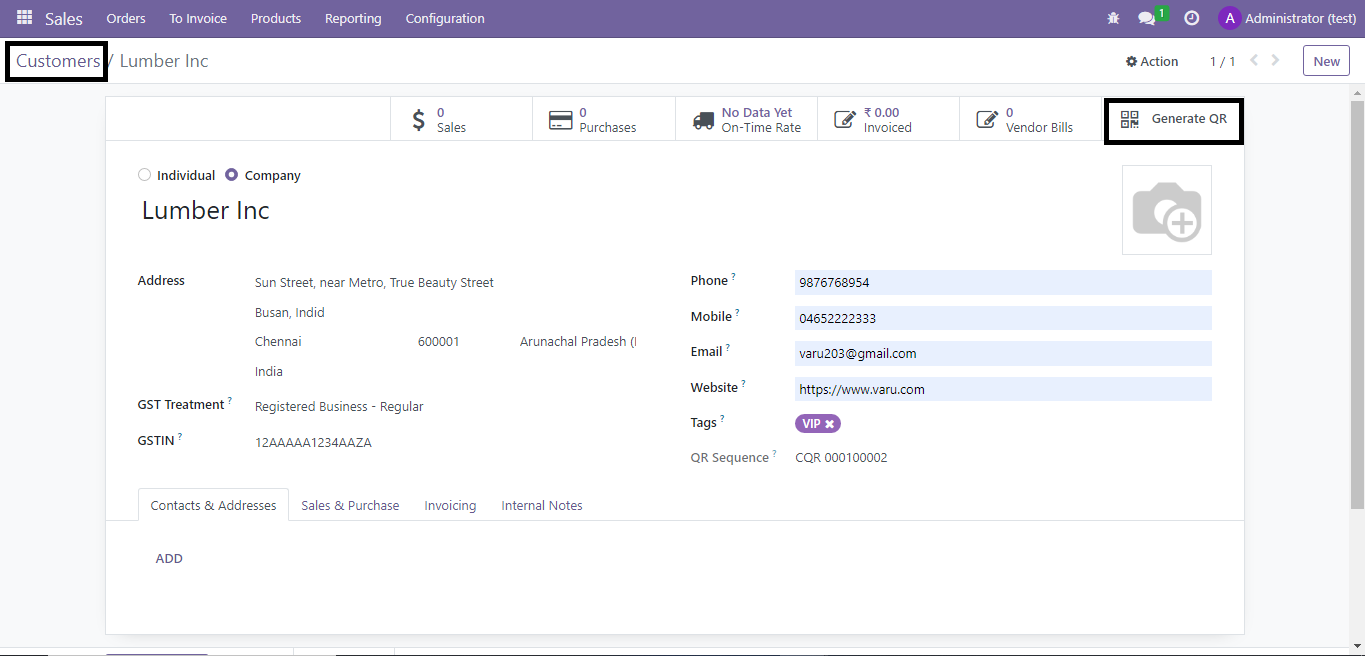 Sales Orders To Invoice Products Reporting Configuration 1 A Administrator (test)
Customers / Lumber Inc Action 1 / 1 New
0
Sales
0
Purchases
No Data Yet
On-Time Rate
₹ 0.00
Invoiced
0
Vendor Bills
Generate QR
Individual Company
Lumber Inc
Address Sun Street, near Metro, True Beauty Street
Busan, Indid
Chennai 600001 Arunachal Pradesh (I
India
GST Treatment ? Registered Business - Regular
GSTIN ? 12AAAAA1234AAZA
Phone ? 9876768954
Mobile ? 04652222333
Email ? varu203@gmail.com
Website ? https://www.varu.com
Tags ? VIP
QR Sequence ? CQR 000100002
Contacts & Addresses Sales & Purchase Invoicing Internal Notes
ADD